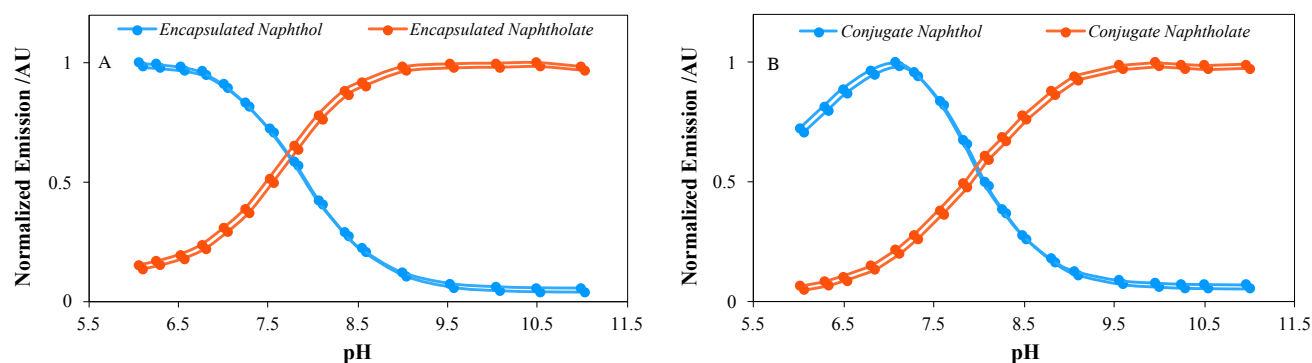 Encapsulated Naphthol Encapsulated Naphtholate
A
Normalized Emission /AU
1
0.5
0
5.5 6.5 7.5 8.5 9.5 10.5 11.5
pH
Conjugate Naphthol Conjugate Naphtholate
B
Normalized Emission /AU
1
0.5
0
5.5 6.5 7.5 8.5 9.5 10.5 11.5
pH